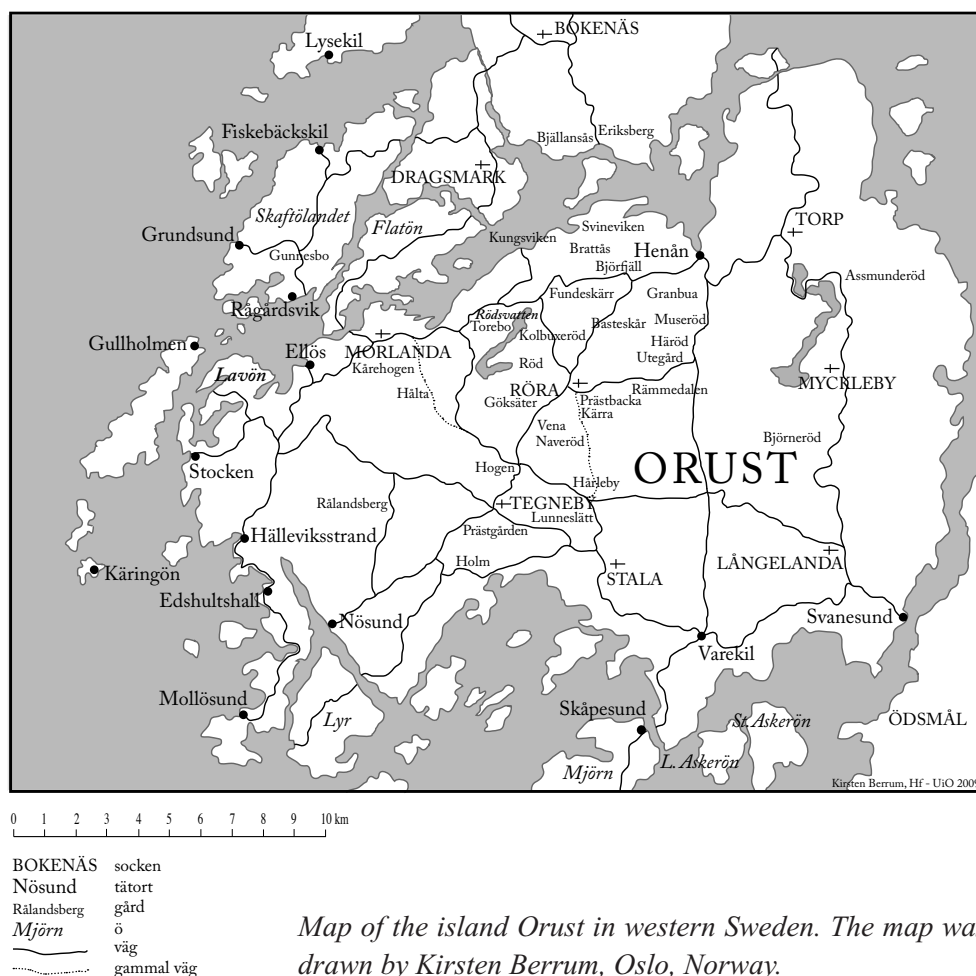 BOKENÄS
Lysekil
Bjällansås
Eriksberg
Fiskebäckskil
DRAGSMARK
Skaftölandet
Flatön
Svineviken
TORP
Grundsund
Kungsviken
Brattås
Henån
Gunnesbo
Björfjäll
Assmunderöd
Rågårdsvik
Fundeskärr
Granbua
Rödsvatten
Torebo
Basteskär
Museröd
Gullholmen
Ellös
MORLANDA
Kolbuxeröd
Häröd
Utegård
Kårehogen
Röd
Lavön
Hålta
RÖRA
Rämmedalen
MYCKLEBY
Göksäter
Prästbacka
Kärra
Vena
Naveröd
Björneröd
Stocken
Hogen
ORUST
Hårleby
Rålandsberg
TEGNEBY
Lunneslätt
Hälleviksstrand
Prästgården
Holm
LÅNGELANDA
Käringön
STALA
Edshultshall
Nösund
Svanesund
Varekil
Mollösund
Lyr
Skåpesund
St. Askerön
ÖDSMÅL
L. Askerön
Mjörn
Kirsten Berrum, Hf - UiO 2009
0 1 2 3 4 5 6 7 8 9 10 km
BOKENÄS socken
Nösund tätort
Rålandsberg gård
Mjörn ö
väg
gammal väg
Map of the island Orust in western Sweden. The map wa
drawn by Kirsten Berrum, Oslo, Norway.